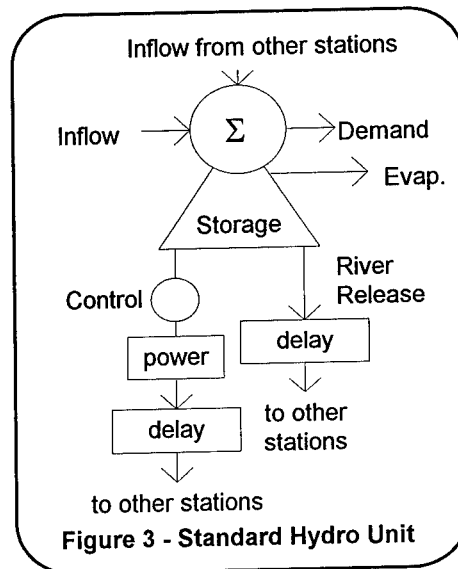 Inflow from other stations
Inflow
Σ
Demand
Evap.
Storage
Control
River
Release
power
delay
delay
to other
stations
to other stations
Figure 3 - Standard Hydro Unit